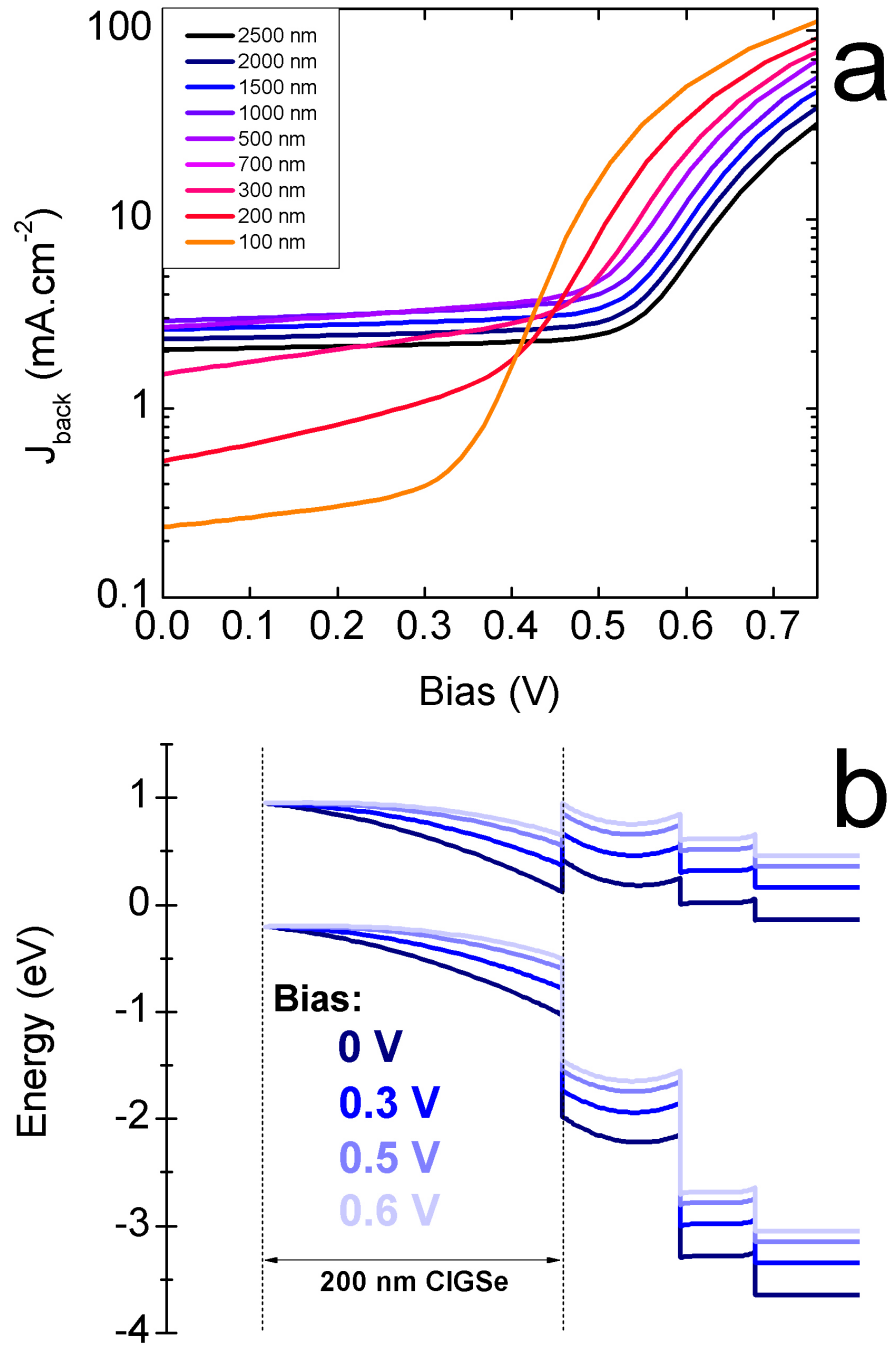 100
10
1
0.1
J_back (mA.cm^-2)
2500 nm
2000 nm
1500 nm
1000 nm
500 nm
700 nm
300 nm
200 nm
100 nm
a
0.0 0.1 0.2 0.3 0.4 0.5 0.6 0.7
Bias (V)
b
1
0
-1
-2
-3
-4
Energy (eV)
Bias:
0 V
0.3 V
0.5 V
0.6 V
200 nm CIGSe